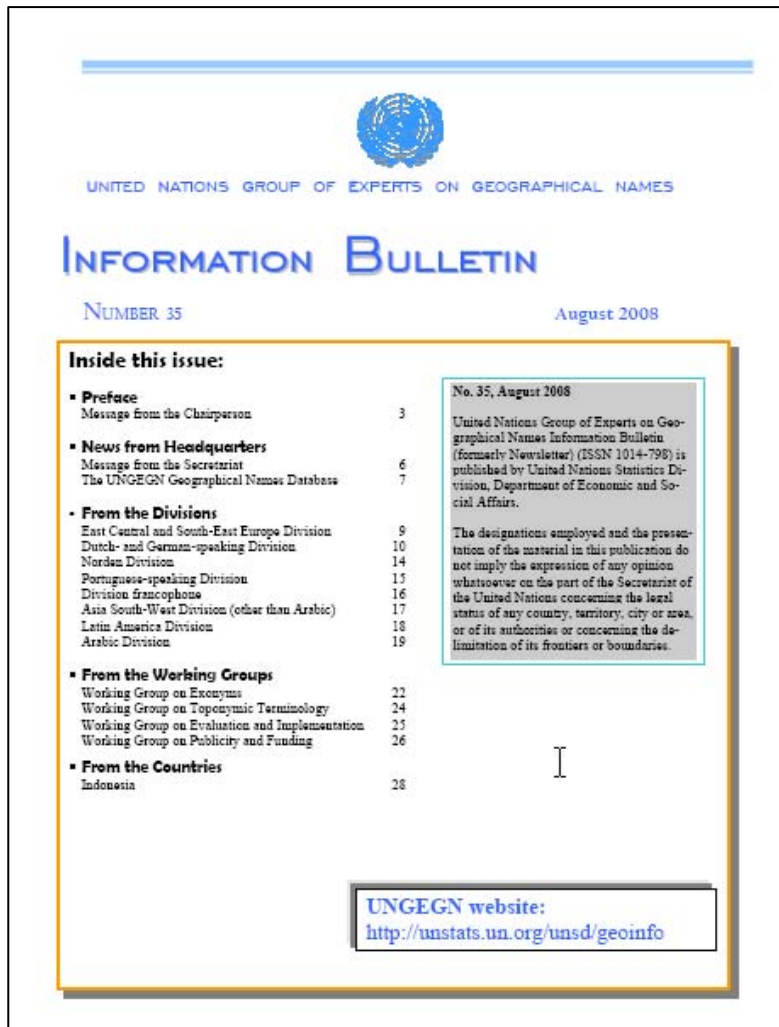 UNITED NATIONS GROUP OF EXPERTS ON GEOGRAPHICAL NAMES
INFORMATION BULLETIN
NUMBER 35 August 2008
Inside this issue:
▪ Preface
Message from the Chairperson 3
▪ News from Headquarters
Message from the Secretariat 6
The UNGEGN Geographical Names Database 7
▪ From the Divisions
East Central and South-East Europe Division 9
Dutch- and German-speaking Division 10
Norden Division 14
Portuguese-speaking Division 15
Division francophone 16
Asia South-West Division (other than Arabic) 17
Latin America Division 18
Arabic Division 19
▪ From the Working Groups
Working Group on Exonyms 22
Working Group on Toponymic Terminology 24
Working Group on Evaluation and Implementation 25
Working Group on Publicity and Funding 26
▪ From the Countries
Indonesia 28
No. 35, August 2008
United Nations Group of Experts on Geo-
graphical Names Information Bulletin
(formerly Newsletter) (ISSN 1014-798) is
published by United Nations Statistics Di-
vision, Department of Economic and So-
cial Affairs.
The designations employed and the presen-
tation of the material in this publication do
not imply the expression of any opinion
whatsoever on the part of the Secretariat of
the United Nations concerning the legal
status of any country, territory, city or area,
or of its authorities or concerning the de-
limitation of its frontiers or boundaries.
UNGEGN website:
http://unstats.un.org/unsd/geoinfo